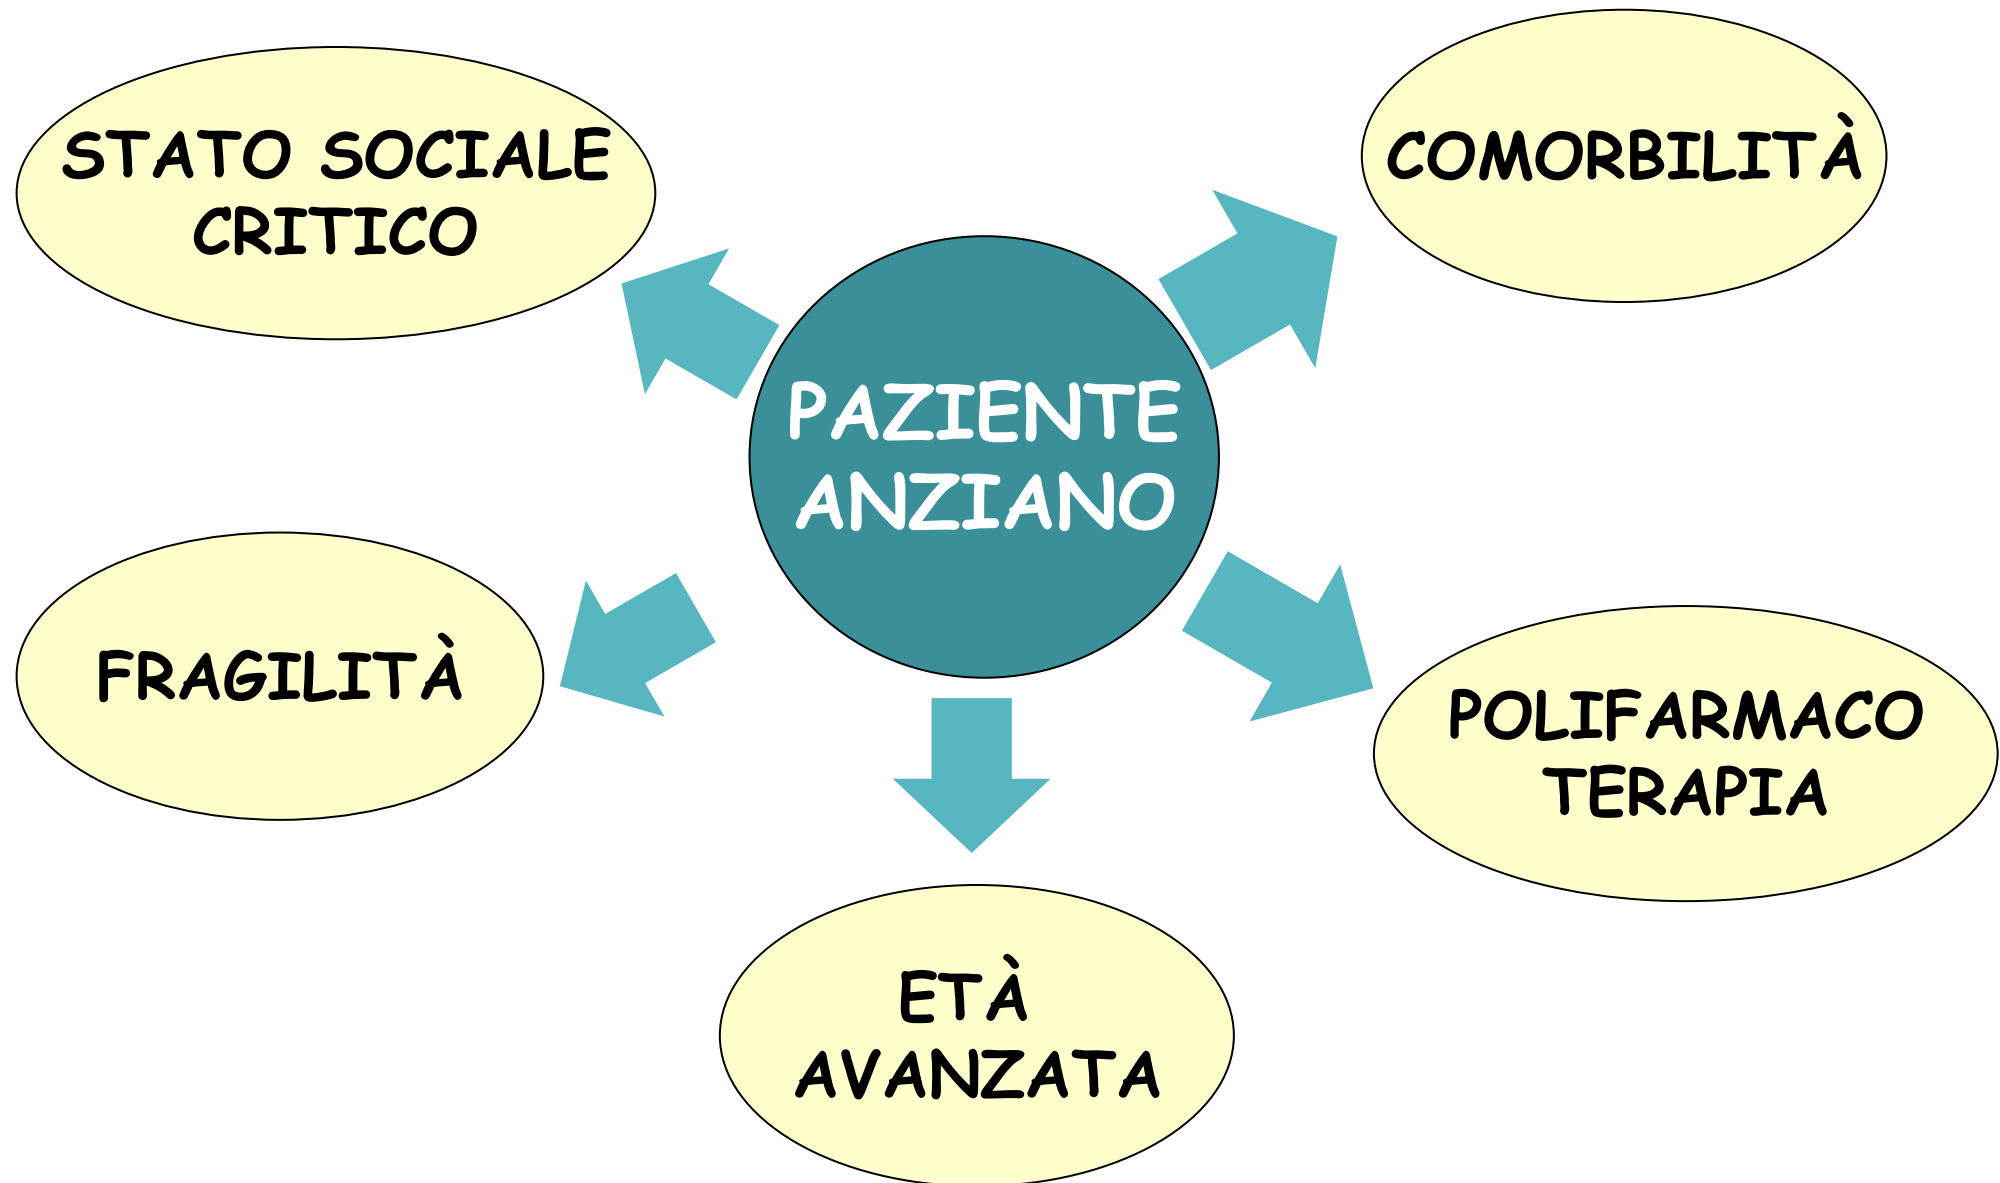 STATO SOCIALE
CRITICO
COMORBILITÀ
PAZIENTE
ANZIANO
FRAGILITÀ
POLIFARMACO
TERAPIA
ETÀ
AVANZATA